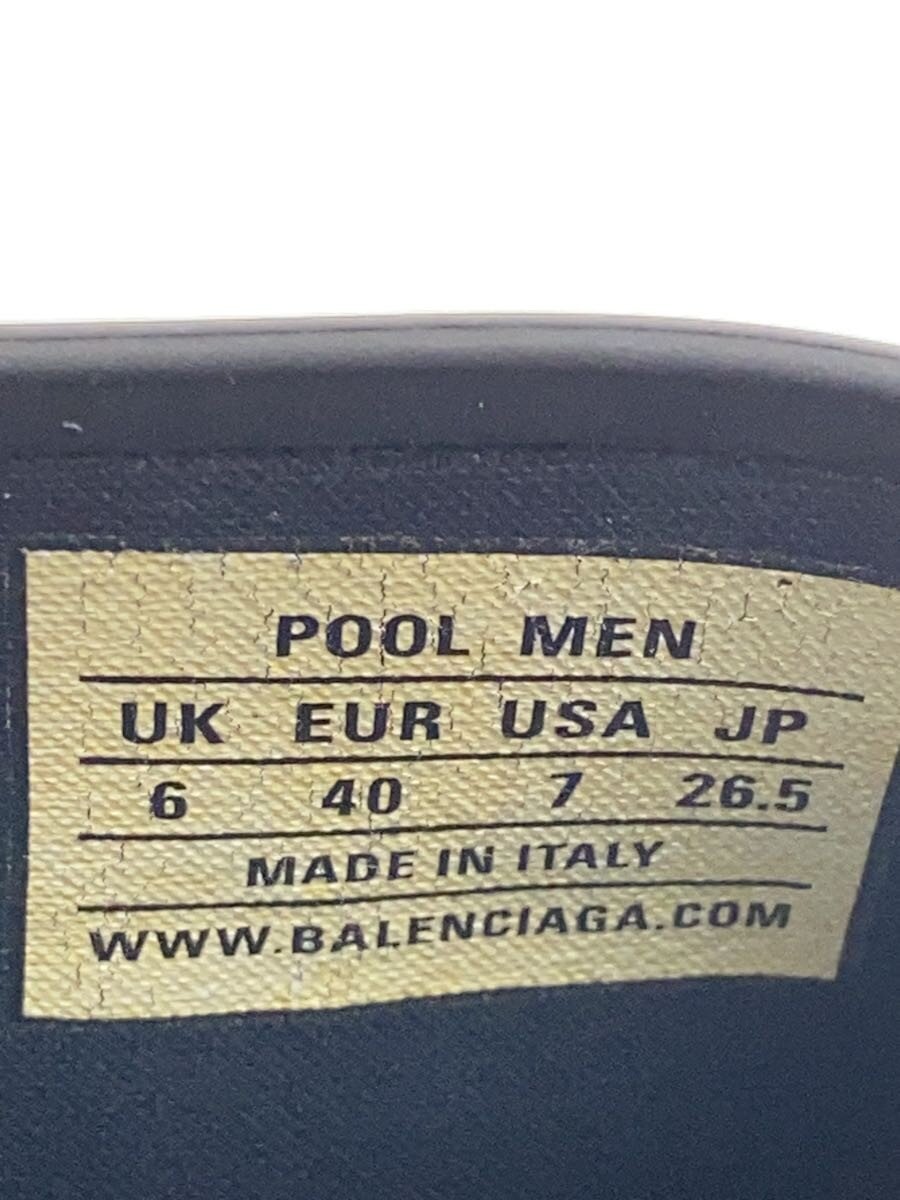 POOL MEN
UK EUR USA JP
6 40 7 26.5
MADE IN ITALY
WWW.BALENCIAGA.COM